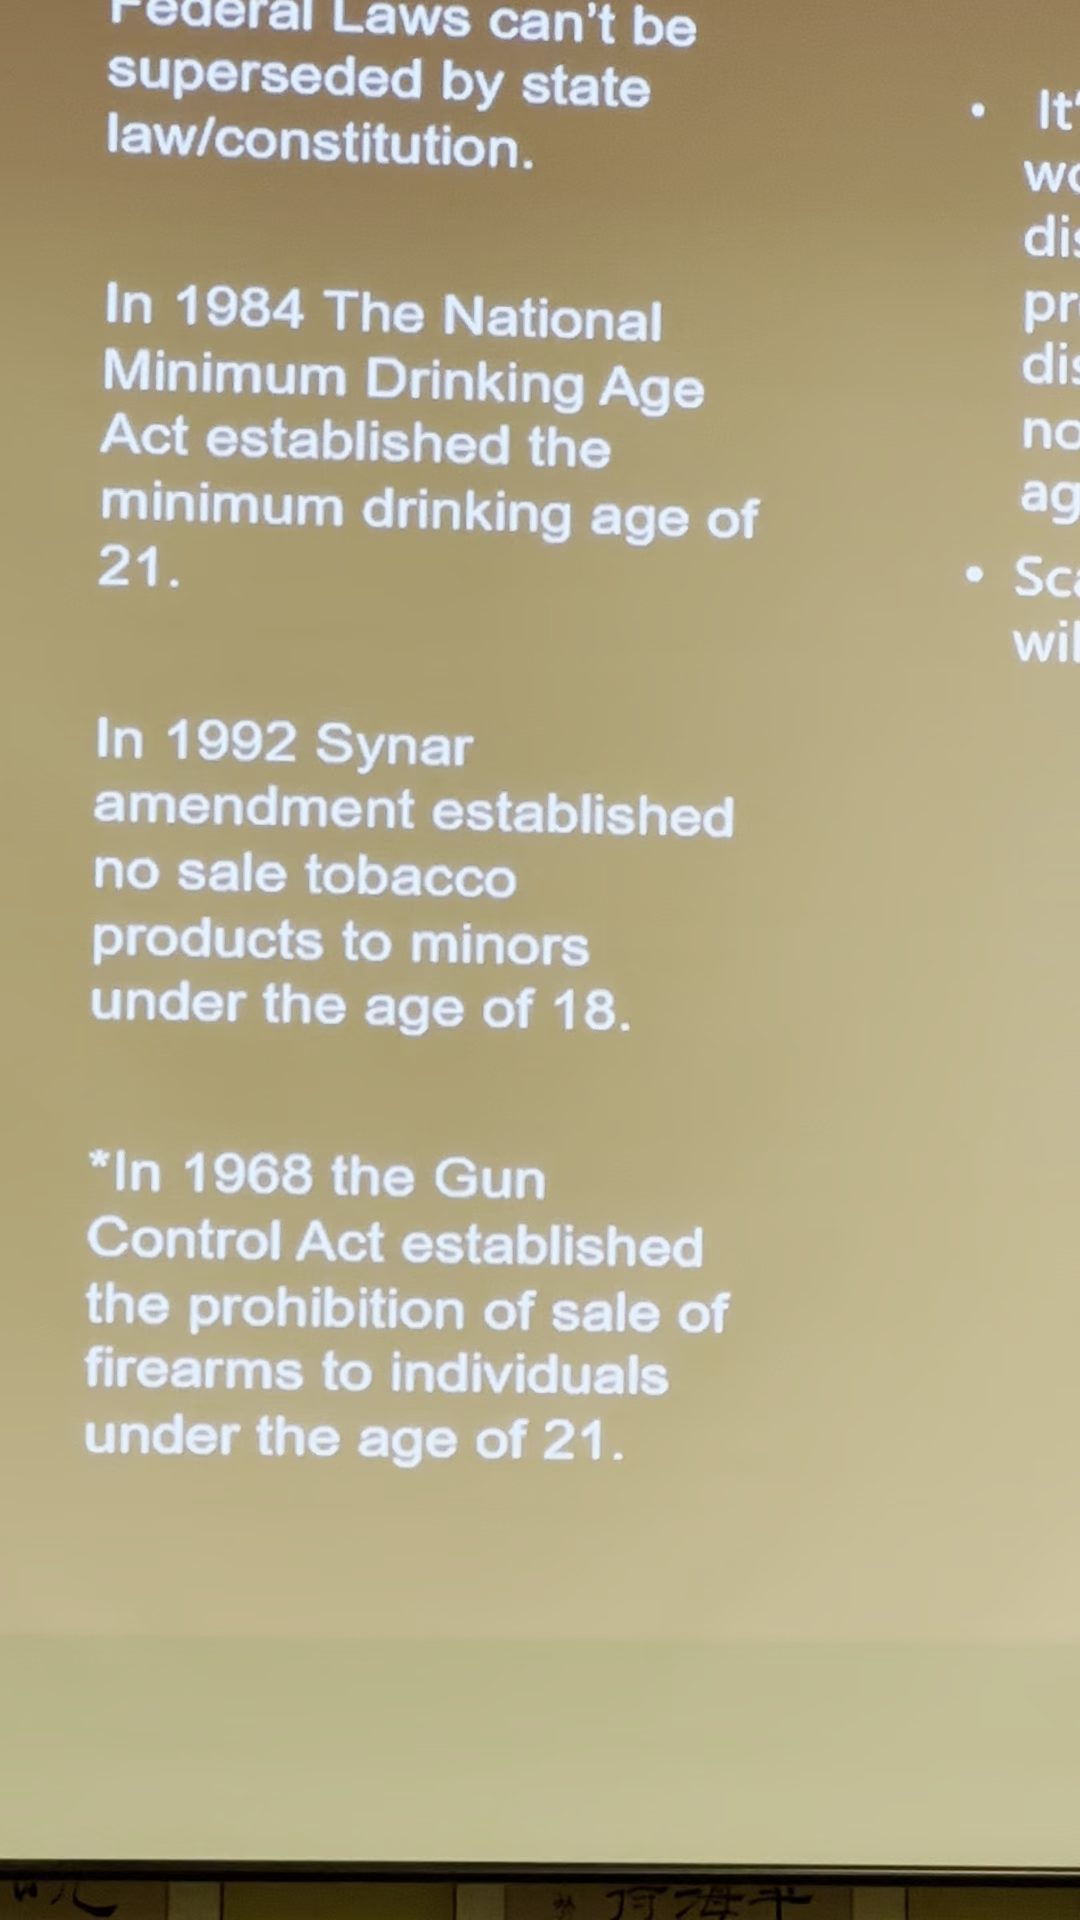 Federal Laws can't be
superseded by state
law/constitution.
In 1984 The National
Minimum Drinking Age
Act established the
minimum drinking age of
21.
In 1992 Synar
amendment established
no sale tobacco
products to minors
under the age of 18.
*In 1968 the Gun
Control Act established
the prohibition of sale of
firearms to individuals
under the age of 21.
• It'
•